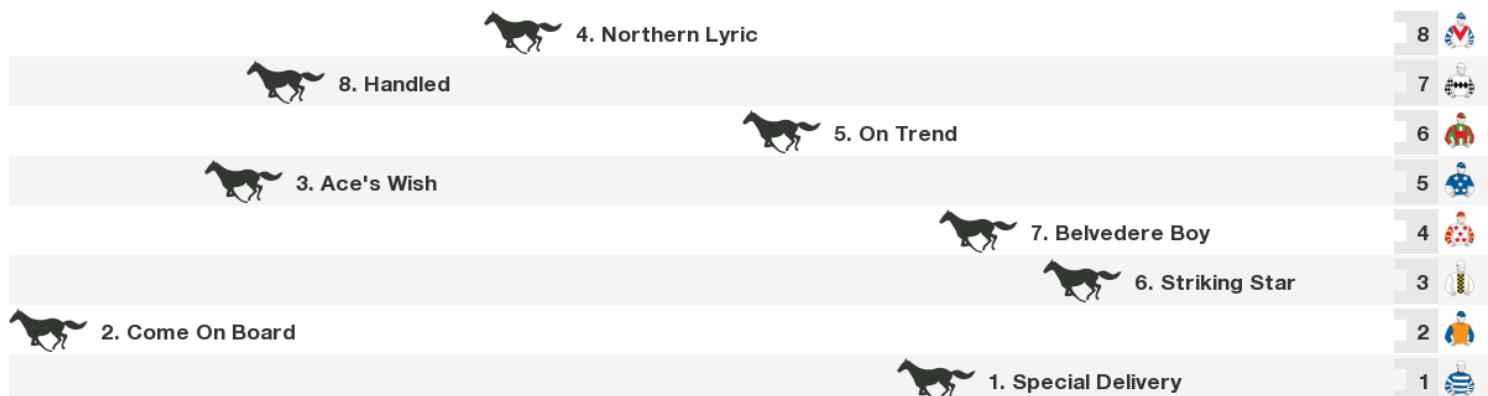 4. Northern Lyric 8
8. Handled 7
5. On Trend 6
3. Ace's Wish 5
7. Belvedere Boy 4
6. Striking Star 3
2. Come On Board 2
1. Special Delivery 1